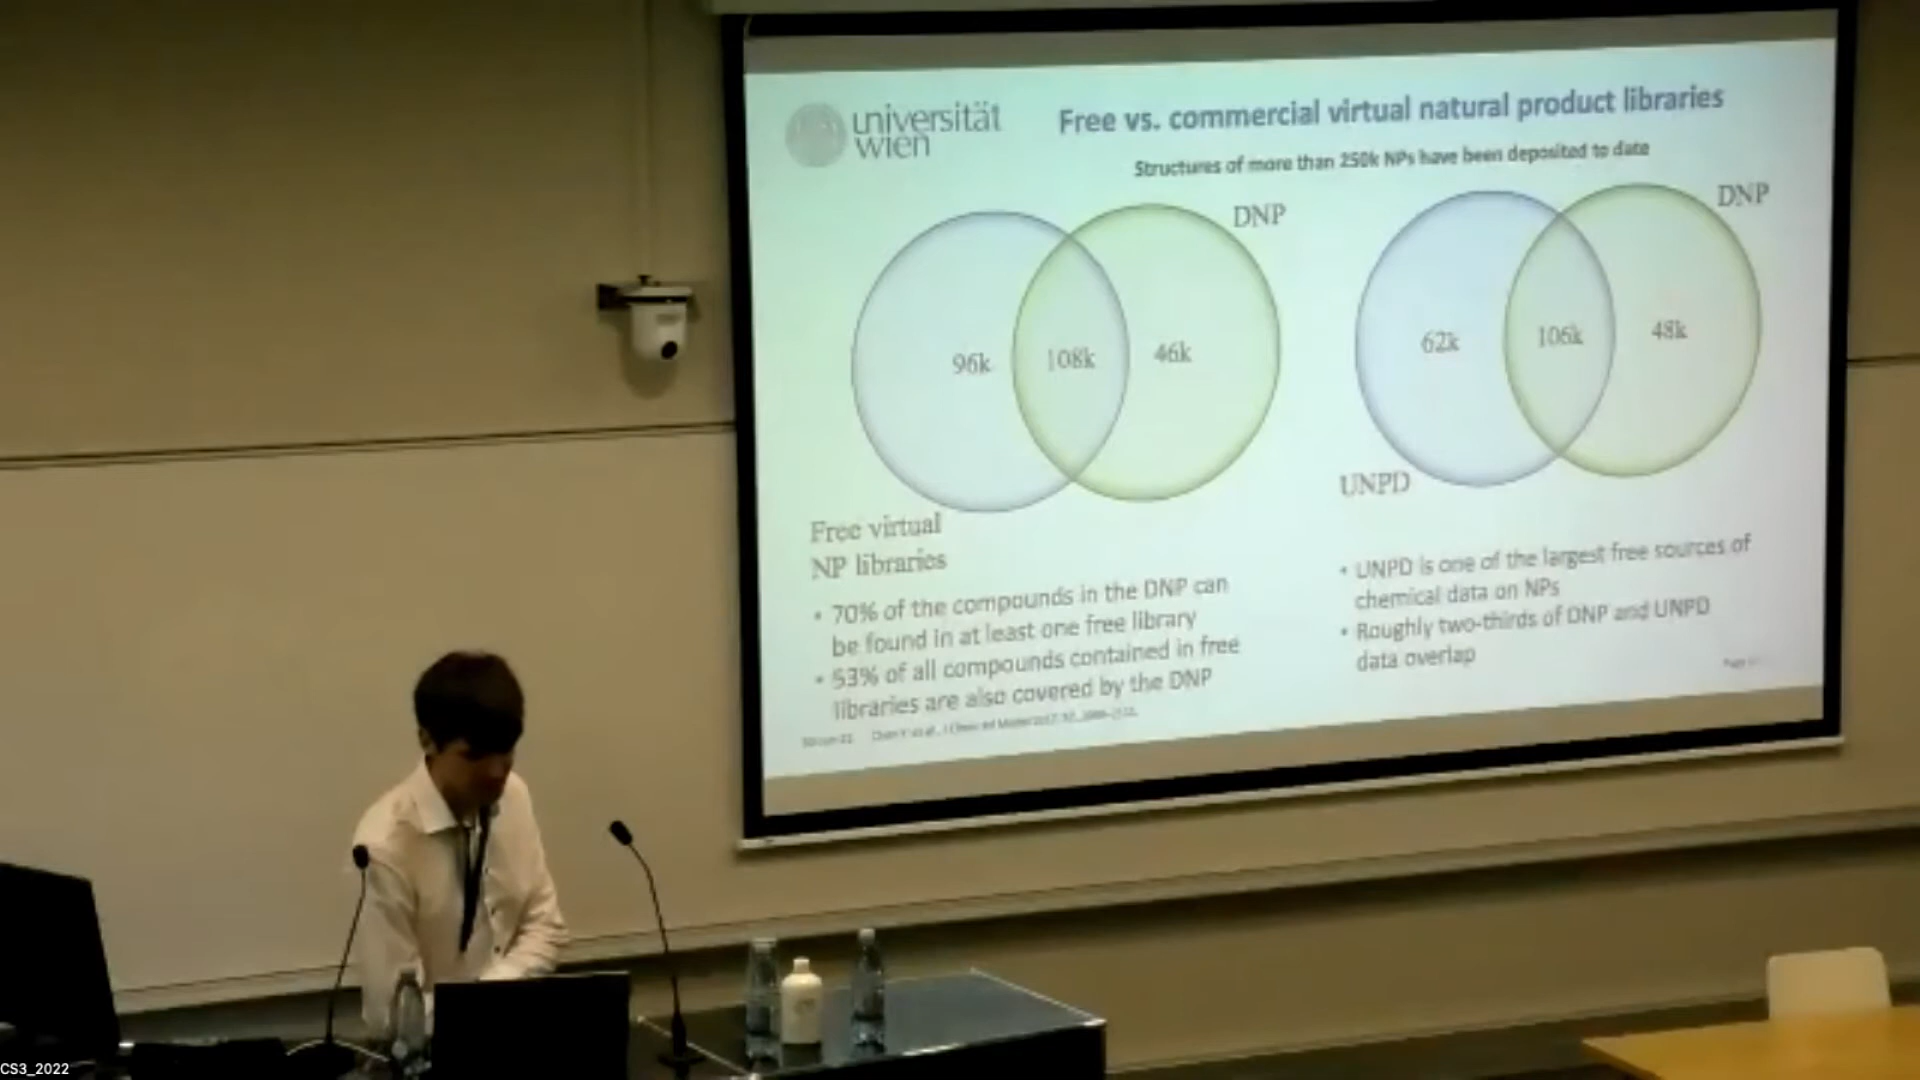 universität
wien
Free vs. commercial virtual natural product libraries
Structures of more than 250k NPs have been deposited to date
DNP
96k
108k
46k
Free virtual
NP libraries
• 70% of the compounds in the DNP can
be found in at least one free library
• 53% of all compounds contained in free
libraries are also covered by the DNP
DNP
62k
106k
48k
UNPD
• UNPD is one of the largest free sources of
chemical data on NPs
• Roughly two-thirds of DNP and UNPD
data overlap
Page
CS3_2022